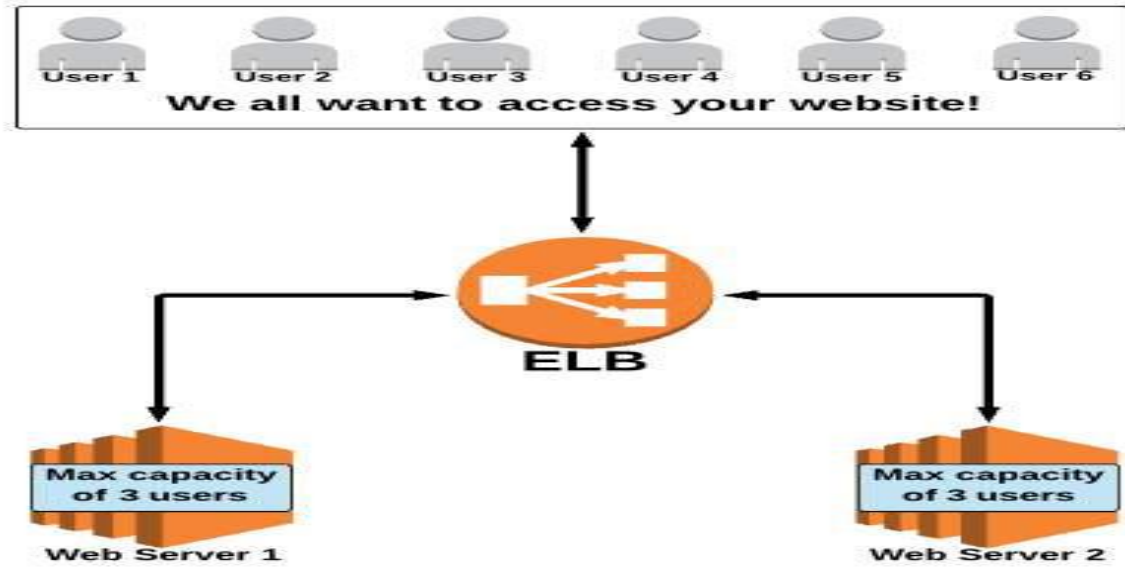 User 1 User 2 User 3 User 4 User 5 User 6
We all want to access your website!
ELB
Max capacity
of 3 users
Web Server 1
Max capacity
of 3 users
Web Server 2